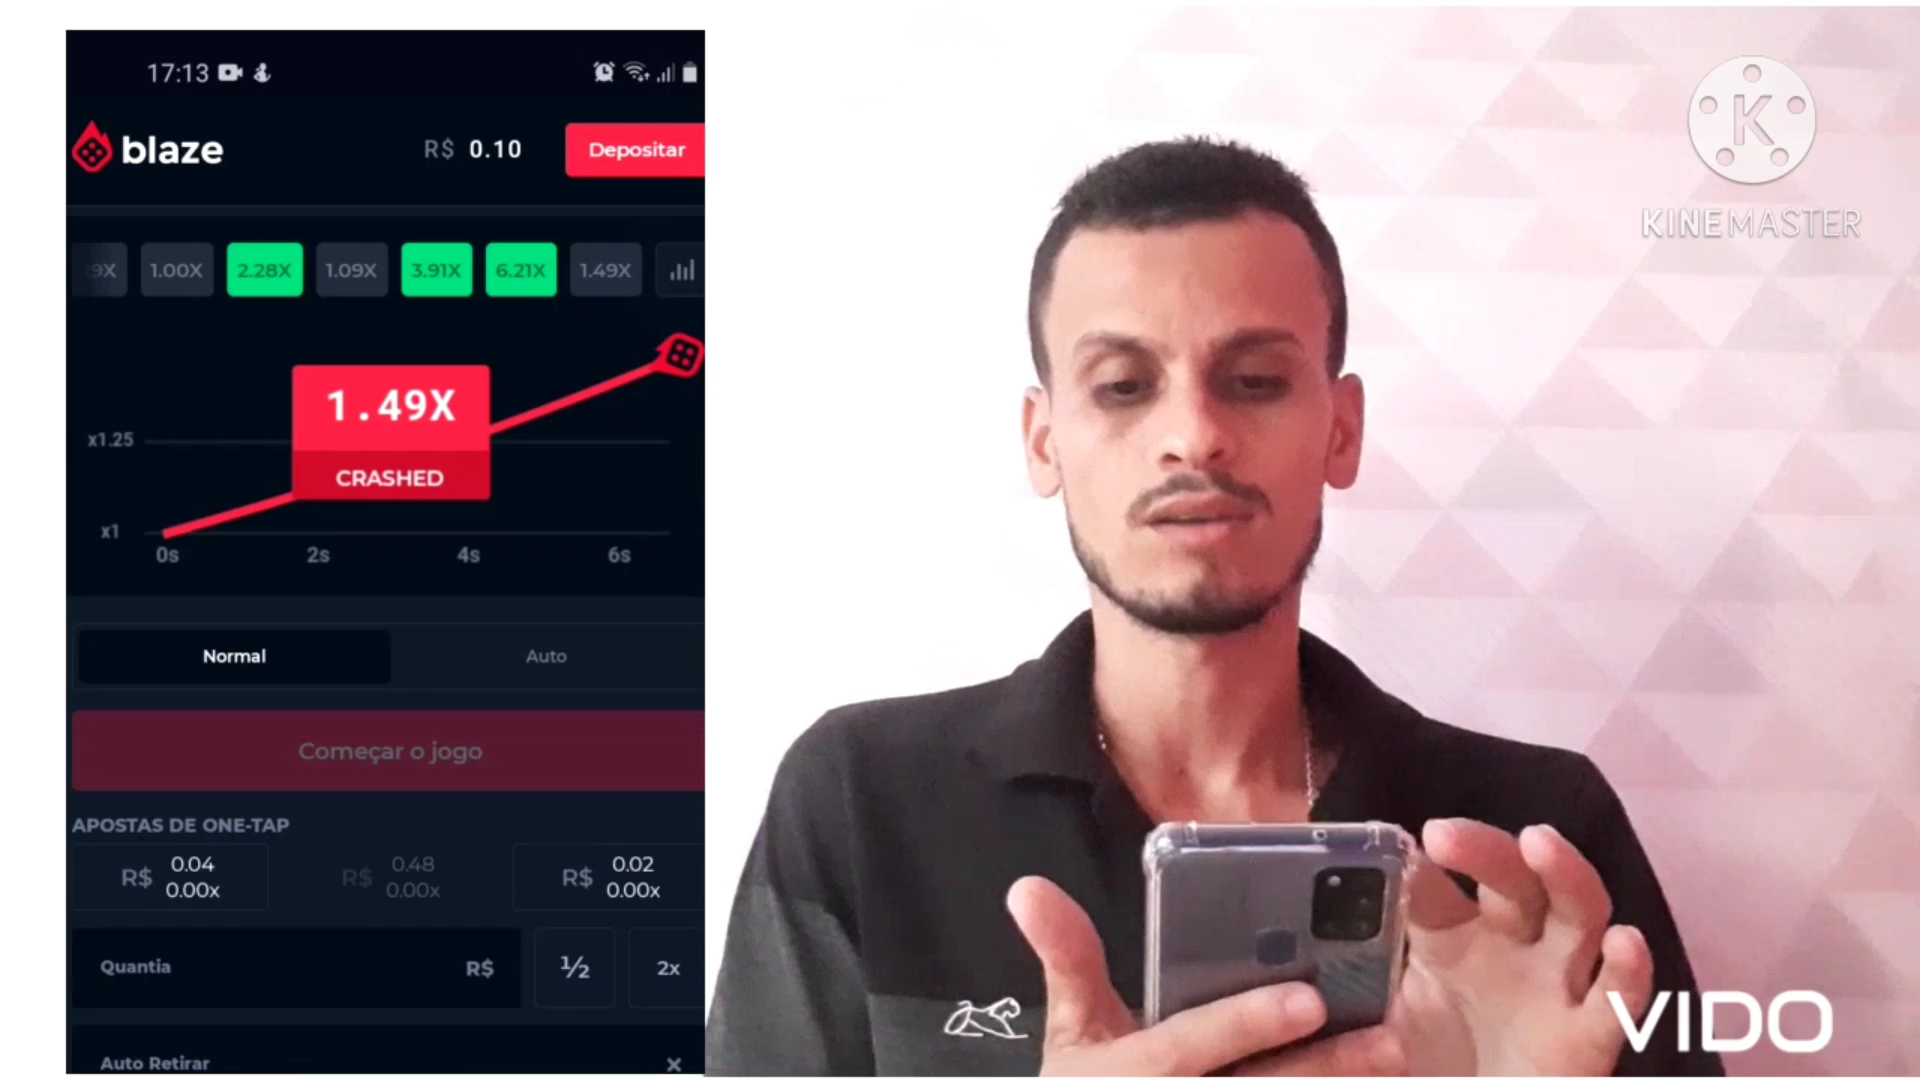 17:13
blaze
R$ 0.10
Depositar
9X 1.00X 2.28X 1.09X 3.91X 6.21X 1.49X
1.49X
CRASHED
x1.25
x1
0s 2s 4s 6s
Normal Auto
Começar o jogo
APOSTAS DE ONE-TAP
R$ 0.04 0.00x
R$ 0.48 0.00x
R$ 0.02 0.00x
Quantia R$ ½ 2x
Auto Retirar ×
K
KINEMASTER
VIDO